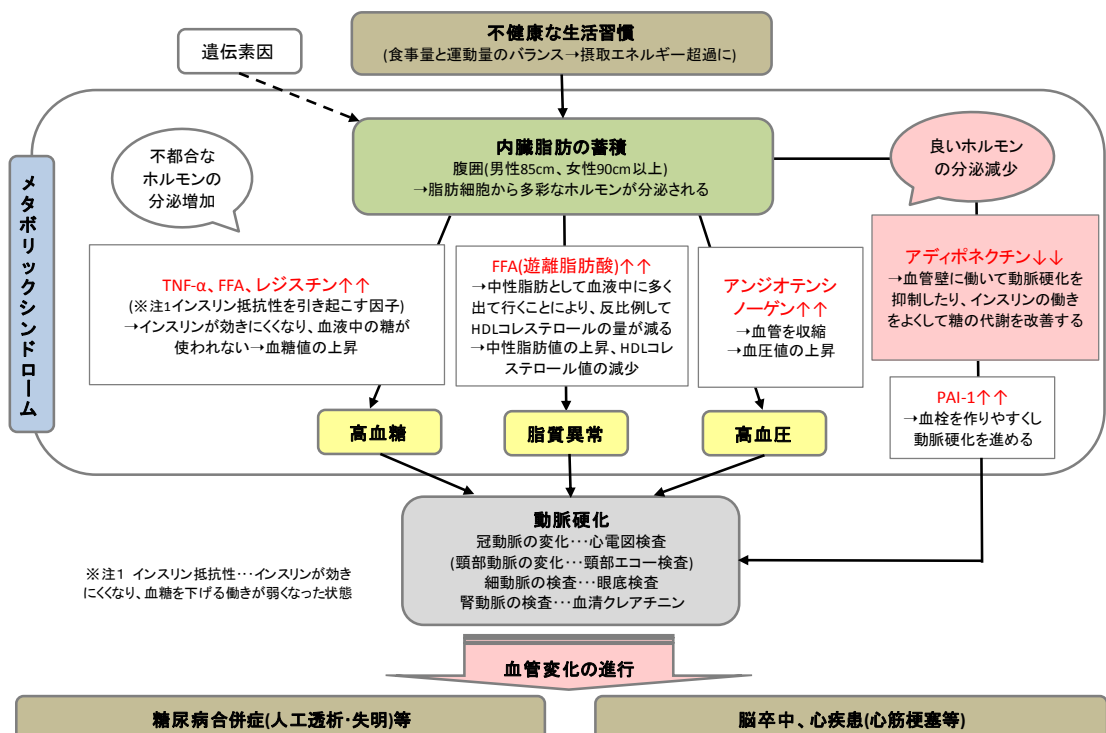 不健康な生活習慣
(食事量と運動量のバランス→摂取エネルギー超過に)
遺伝素因
メタボリックシンドローム
内臓脂肪の蓄積
腹囲(男性85cm、女性90cm以上)
→脂肪細胞から多彩なホルモンが分泌される
不都合な
ホルモンの
分泌増加
良いホルモン
の分泌減少
TNF-α、FFA、レジスチン↑↑
(※注1インスリン抵抗性を引き起こす因子)
→インスリンが効きにくくなり、血液中の糖が
使われない→血糖値の上昇
FFA(遊離脂肪酸)↑↑
→中性脂肪として血液中に多く
出て行くことにより、反比例して
HDLコレステロールの量が減る
→中性脂肪値の上昇、HDLコレ
ステロール値の減少
アンジオテンシ
ノーゲン↑↑
→血管を収縮
→血圧値の上昇
アディポネクチン↓↓
→血管壁に働いて動脈硬化を
抑制したり、インスリンの働き
をよくして糖の代謝を改善する
PAI-1↑↑
→血栓を作りやすくし
動脈硬化を進める
高血糖
脂質異常
高血圧
動脈硬化
冠動脈の変化…心電図検査
(頸部動脈の変化…頸部エコー検査)
細動脈の検査…眼底検査
腎動脈の検査…血清クレアチニン
※注1 インスリン抵抗性…インスリンが効き
にくくなり、血糖を下げる働きが弱くなった状態
血管変化の進行
糖尿病合併症(人工透析・失明)等
脳卒中、心疾患(心筋梗塞等)